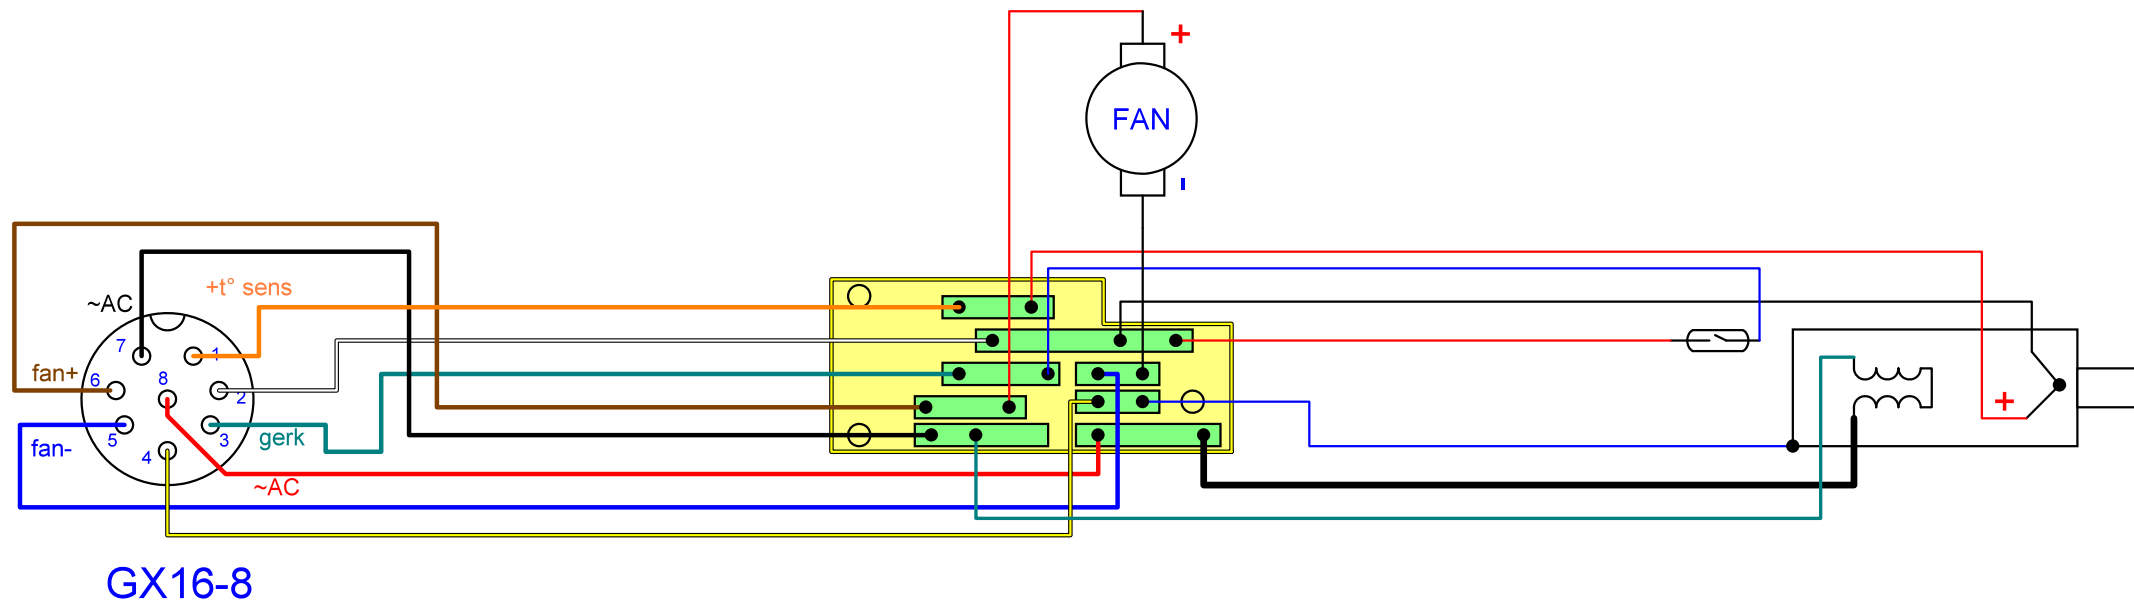 +
FAN
-
+t° sens
~AC
7
1
fan+
6
8
2
+
5
3
gerk
fan-
4
~AC
GX16-8